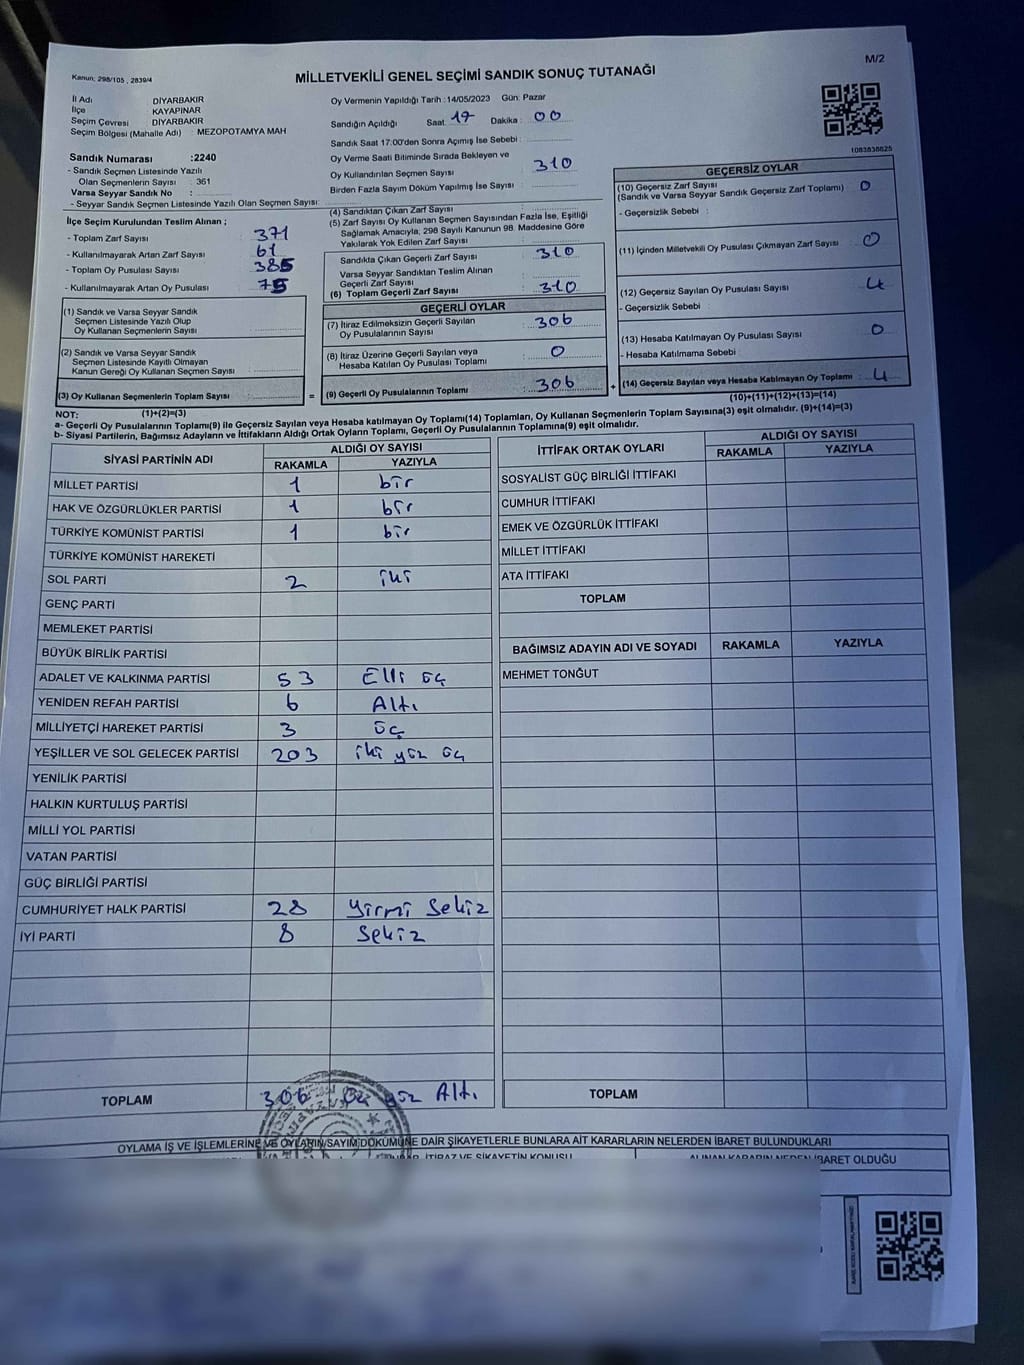 M/2
Kanun; 298/105 , 2839/4
MİLLETVEKİLİ GENEL SEÇİMİ SANDIK SONUÇ TUTANAĞI
İl Adı DİYARBAKIR
İlçe KAYAPINAR
Seçim Çevresi DİYARBAKIR
Seçim Bölgesi (Mahalle Adı) : MEZOPOTAMYA MAH
Sandık Numarası :2240
- Sandık Seçmen Listesinde Yazılı
Olan Seçmenlerin Sayısı : 361
Varsa Seyyar Sandık No :
- Seyyar Sandık Seçmen Listesinde Yazılı Olan Seçmen Sayısı:
İlçe Seçim Kurulundan Teslim Alınan ;
- Toplam Zarf Sayısı : 371
- Kullanılmayarak Artan Zarf Sayısı : 61
- Toplam Oy Pusulası Sayısı : 385
- Kullanılmayarak Artan Oy Pusulası : 75
(1) Sandık ve Varsa Seyyar Sandık
Seçmen Listesinde Yazılı Olup
Oy Kullanan Seçmenlerin Sayısı :
(2) Sandık ve Varsa Seyyar Sandık
Seçmen Listesinde Kayıtlı Olmayan
Kanun Gereği Oy Kullanan Seçmen Sayısı :
(3) Oy Kullanan Seçmenlerin Toplam Sayısı : =
Oy Vermenin Yapıldığı Tarih :14/05/2023 Gün: Pazar
Sandığın Açıldığı Saat: 17 Dakika : 00
Sandık Saat 17:00'den Sonra Açımış İse Sebebi :
Oy Verme Saati Bitiminde Sırada Bekleyen ve
Oy Kullandırılan Seçmen Sayısı : 310
Birden Fazla Sayım Döküm Yapılmış İse Sayısı :
(4) Sandıktan Çıkan Zarf Sayısı :
(5) Zarf Sayısı Oy Kullanan Seçmen Sayısından Fazla İse, Eşitliği
Sağlamak Amacıyla, 298 Sayılı Kanunun 98. Maddesine Göre
Yakılarak Yok Edilen Zarf Sayısı :
Sandıkta Çıkan Geçerli Zarf Sayısı : 310
Varsa Seyyar Sandıktan Teslim Alınan
Geçerli Zarf Sayısı :
(6) Toplam Geçerli Zarf Sayısı : 310
GEÇERLİ OYLAR
(7) İtiraz Edilmeksizin Geçerli Sayılan
Oy Pusulalarının Sayısı : 306
(8) İtiraz Üzerine Geçerli Sayılan veya
Hesaba Katılan Oy Pusulası Toplamı : 0
(9) Geçerli Oy Pusulalarının Toplamı : 306 +
1083838625
GEÇERSİZ OYLAR
(10) Geçersiz Zarf Sayısı
(Sandık ve Varsa Seyyar Sandık Geçersiz Zarf Toplamı) : 0
- Geçersizlik Sebebi :
(11) İçinden Milletvekili Oy Pusulası Çıkmayan Zarf Sayısı : 0
(12) Geçersiz Sayılan Oy Pusulası Sayısı : 4
- Geçersizlik Sebebi :
(13) Hesaba Katılmayan Oy Pusulası Sayısı : 0
- Hesaba Katılmama Sebebi :
(14) Geçersiz Sayılan veya Hesaba Katılmayan Oy Toplamı : 4
(10)+(11)+(12)+(13)=(14)
NOT: (1)+(2)=(3)
a- Geçerli Oy Pusulalarının Toplamı(9) ile Geçersiz Sayılan veya Hesaba katılmayan Oy Toplamı(14) Toplamları, Oy Kullanan Seçmenlerin Toplam Sayısına(3) eşit olmalıdır. (9)+(14)=(3)
b- Siyasi Partilerin, Bağımsız Adayların ve İttifakların Aldığı Ortak Oyların Toplamı, Geçerli Oy Pusulalarının Toplamına(9) eşit olmalıdır.
SİYASİ PARTİNİN ADI ALDIĞI OY SAYISI
RAKAMLA YAZIYLA
MİLLET PARTİSİ 1 bir
HAK VE ÖZGÜRLÜKLER PARTİSİ 1 bir
TÜRKİYE KOMÜNİST PARTİSİ 1 bir
TÜRKİYE KOMÜNİST HAREKETİ
SOL PARTİ 2 iki
GENÇ PARTİ
MEMLEKET PARTİSİ
BÜYÜK BİRLİK PARTİSİ
ADALET VE KALKINMA PARTİSİ 53 Elli üç
YENİDEN REFAH PARTİSİ 6 Altı
MİLLİYETÇİ HAREKET PARTİSİ 3 üç
YEŞİLLER VE SOL GELECEK PARTİSİ 203 iki yüz üç
YENİLİK PARTİSİ
HALKIN KURTULUŞ PARTİSİ
MİLLİ YOL PARTİSİ
VATAN PARTİSİ
GÜÇ BİRLİĞİ PARTİSİ
CUMHURİYET HALK PARTİSİ 28 Yirmi Sekiz
İYİ PARTİ 8 Sekiz
TOPLAM 306 Üç yüz Altı
İTTİFAK ORTAK OYLARI ALDIĞI OY SAYISI
RAKAMLA YAZIYLA
SOSYALİST GÜÇ BİRLİĞİ İTTİFAKI
CUMHUR İTTİFAKI
EMEK VE ÖZGÜRLÜK İTTİFAKI
MİLLET İTTİFAKI
ATA İTTİFAKI
TOPLAM
BAĞIMSIZ ADAYIN ADI VE SOYADI RAKAMLA YAZIYLA
MEHMET TONĞUT
TOPLAM
OYLAMA İŞ VE İŞLEMLERİNE VE OYLARIN SAYIM DÖKÜMÜNE DAİR ŞİKAYETLERLE BUNLARA AİT KARARLARIN NELERDEN İBARET BULUNDUKLARI
İTİRAZ VE ŞİKAYETİN KONUSU ALINAN KARARIN NEDEN İBARET OLDUĞU